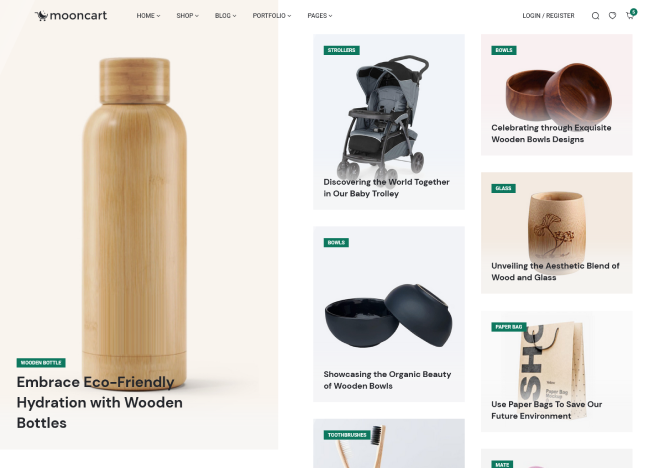 mooncart
HOME
SHOP
BLOG
PORTFOLIO
PAGES
LOGIN / REGISTER
WOODEN BOTTLE
Embrace Eco-Friendly
Hydration with Wooden
Bottles
STROLLERS
Discovering the World Together
in Our Baby Trolley
BOWLS
Showcasing the Organic Beauty
of Wooden Bowls
TOOTHBRUSHES
BOWLS
Celebrating through Exquisite
Wooden Bowls Designs
GLASS
Unveiling the Aesthetic Blend of
Wood and Glass
PAPER BAG
Paper Bag
Use Paper Bags To Save Our
Future Environment
MATE